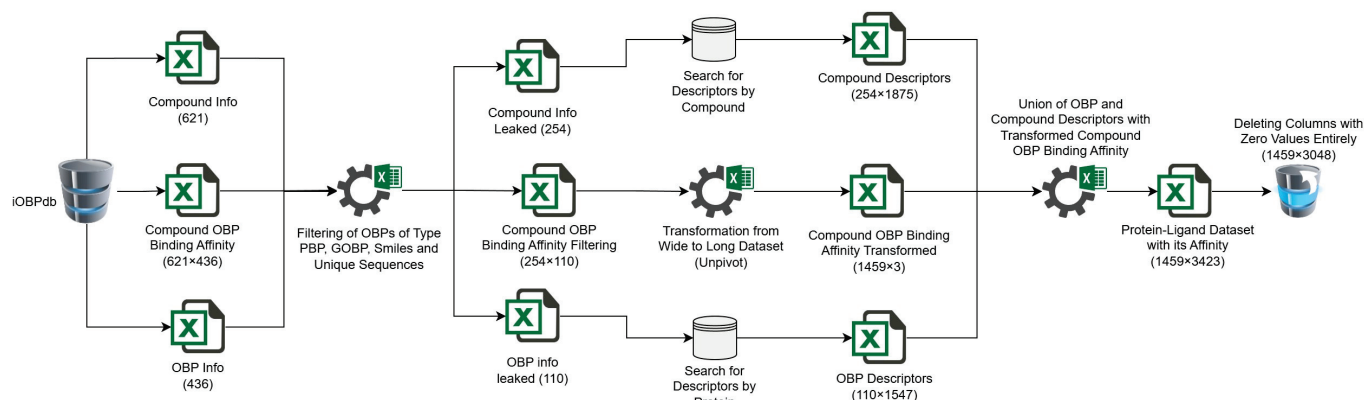 iOBPdb
Compound Info
(621)
Compound OBP
Binding Affinity
(621×436)
OBP Info
(436)
Filtering of OBPs of Type
PBP, GOBP, Smiles and
Unique Sequences
Compound Info
Leaked (254)
Compound OBP
Binding Affinity Filtering
(254×110)
OBP info
leaked (110)
Search for
Descriptors by
Compound
Transformation from
Wide to Long Dataset
(Unpivot)
Search for
Descriptors by
Compound Descriptors
(254×1875)
Compound OBP Binding
Affinity Transformed
(1459×3)
OBP Descriptors
(110×1547)
Union of OBP and
Compound Descriptors with
Transformed Compound
OBP Binding Affinity
Protein-Ligand Dataset
with its Affinity
(1459×3423)
Deleting Columns with
Zero Values Entirely
(1459×3048)